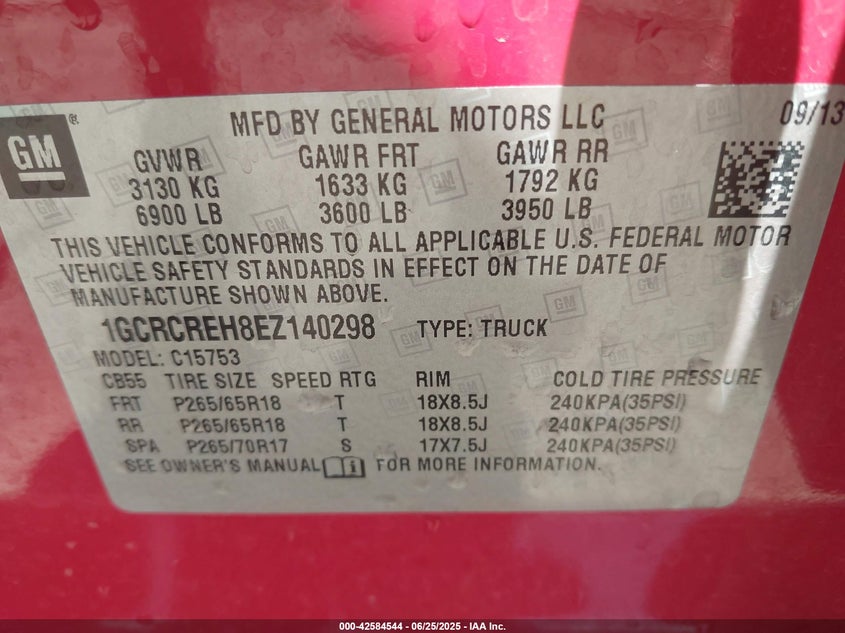 GM ® MFD BY GENERAL MOTORS LLC 09/13
GVWR GAWR FRT GAWR RR
3130 KG 1633 KG 1792 KG
6900 LB 3600 LB 3950 LB
THIS VEHICLE CONFORMS TO ALL APPLICABLE U.S. FEDERAL MOTOR
VEHICLE SAFETY STANDARDS IN EFFECT ON THE DATE OF
MANUFACTURE SHOWN ABOVE.
1GCRCREH8EZ140298 TYPE: TRUCK
MODEL: C15753
CB55 TIRE SIZE SPEED RTG RIM COLD TIRE PRESSURE
FRT P265/65R18 T 18X8.5J 240KPA(35PSI)
RR P265/65R18 T 18X8.5J 240KPA(35PSI)
SPA P265/70R17 S 17X7.5J 240KPA(35PSI)
SEE OWNER'S MANUAL FOR MORE INFORMATION.
000-42584544 / 06/25/2025 - IAA Inc.